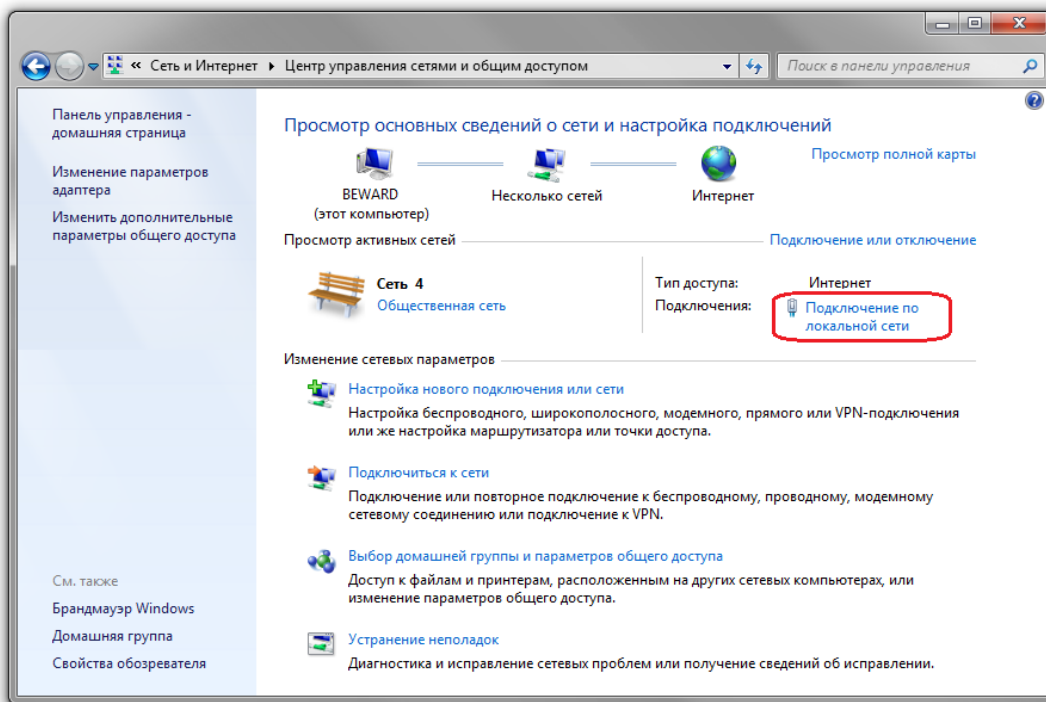 « Сеть и Интернет ▸ Центр управления сетями и общим доступом
Поиск в панели управления
Панель управления -
домашняя страница
Изменение параметров
адаптера
Изменить дополнительные
параметры общего доступа
См. также
Брандмауэр Windows
Домашняя группа
Свойства обозревателя
Просмотр основных сведений о сети и настройка подключений
Просмотр полной карты
BEWARD
(этот компьютер)
Несколько сетей
Интернет
Просмотр активных сетей
Подключение или отключение
Сеть 4
Общественная сеть
Тип доступа: Интернет
Подключения: Подключение по
локальной сети
Изменение сетевых параметров
Настройка нового подключения или сети
Настройка беспроводного, широкополосного, модемного, прямого или VPN-подключения
или же настройка маршрутизатора или точки доступа.
Подключиться к сети
Подключение или повторное подключение к беспроводному, проводному, модемному
сетевому соединению или подключение к VPN.
Выбор домашней группы и параметров общего доступа
Доступ к файлам и принтерам, расположенным на других сетевых компьютерах, или
изменение параметров общего доступа.
Устранение неполадок
Диагностика и исправление сетевых проблем или получение сведений об исправлении.